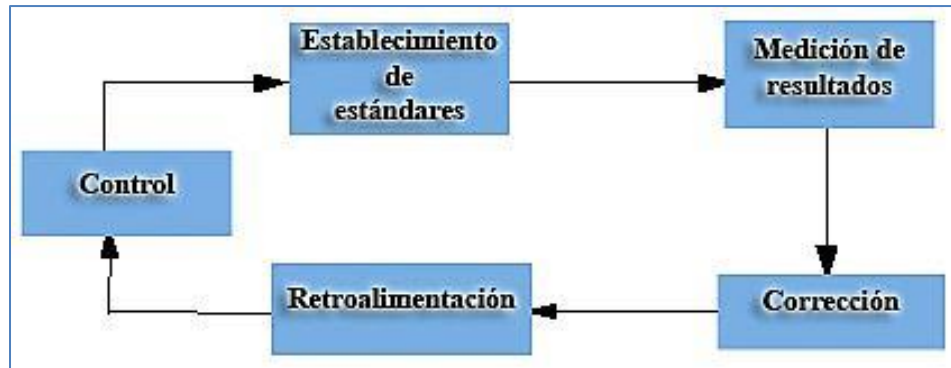 Establecimiento
de
estándares
Medición de
resultados
Control
Retroalimentación
Corrección